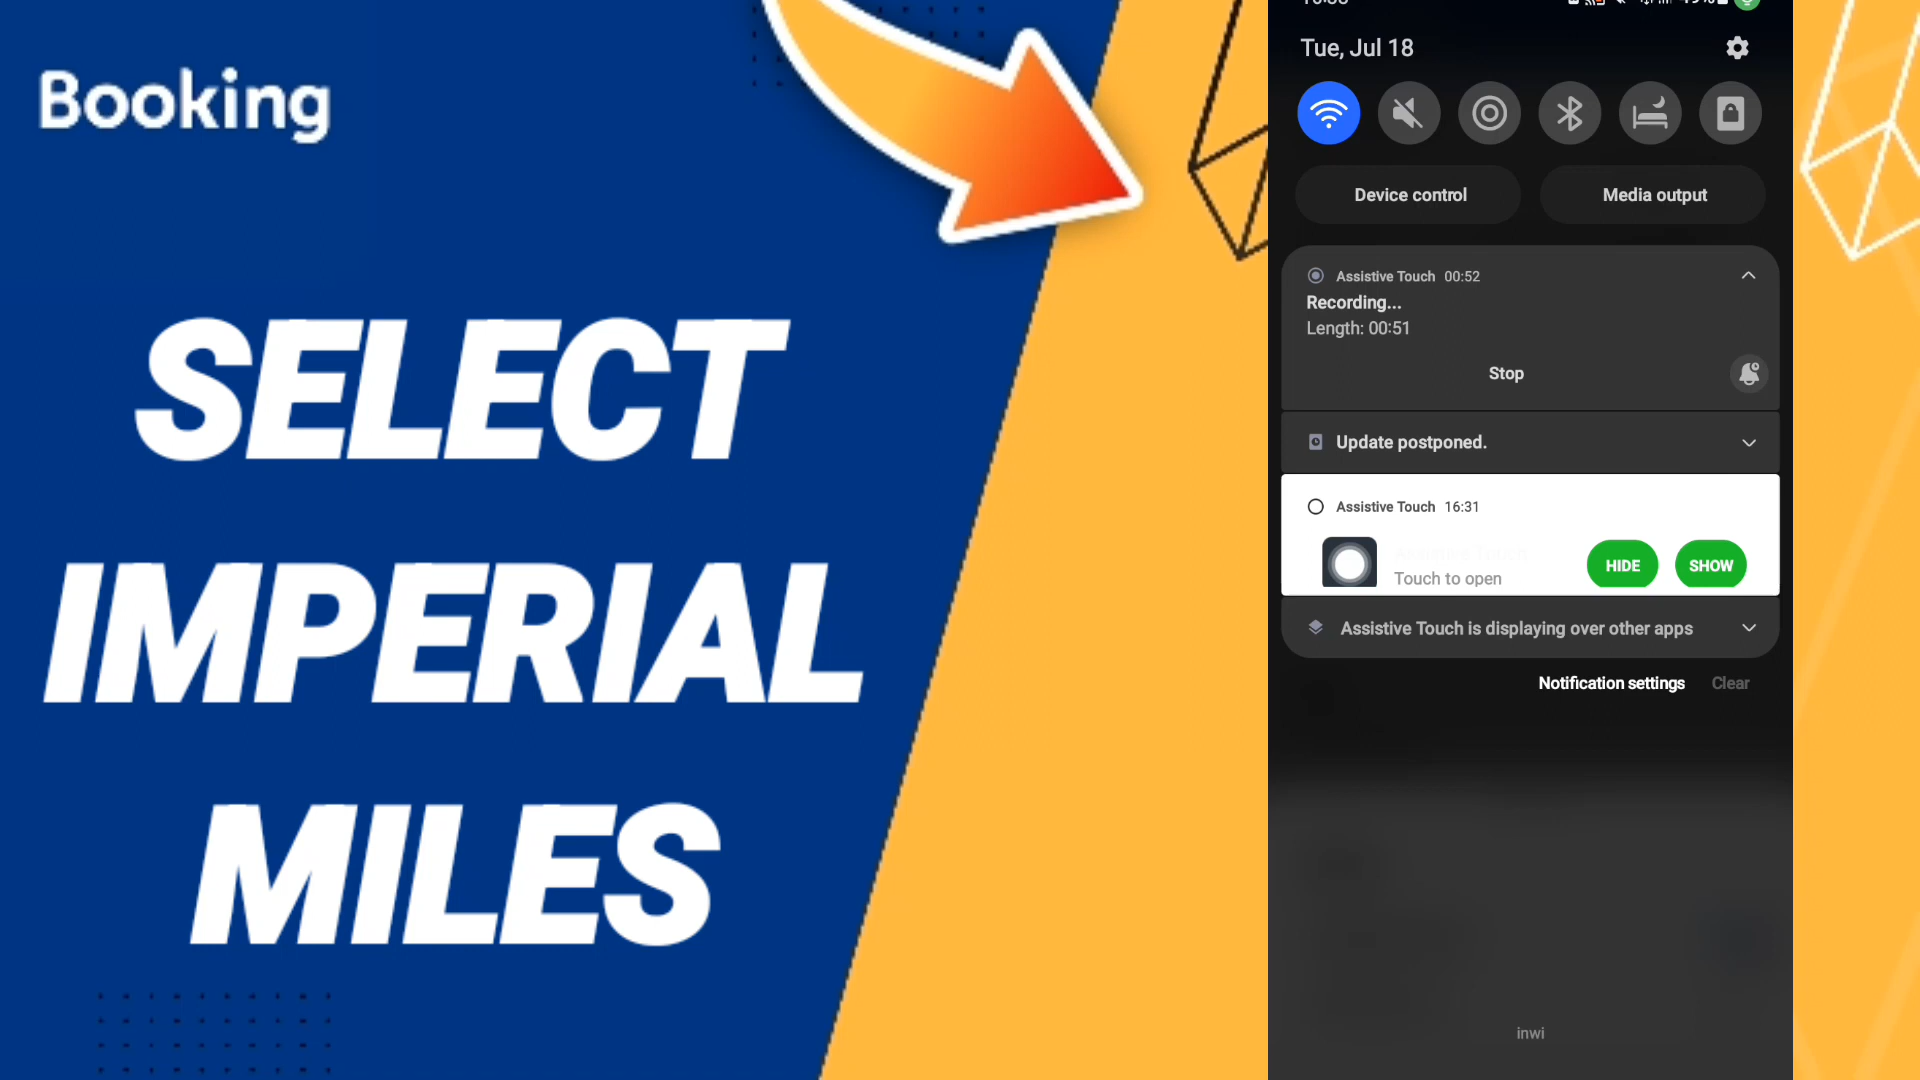 Booking
SELECT
IMPERIAL
MILES
Tue, Jul 18
Device control
Media output
Assistive Touch 00:52
Recording...
Length: 00:51
Stop
Update postponed.
Assistive Touch 16:31
Touch to open
HIDE
SHOW
Assistive Touch is displaying over other apps
Notification settings
Clear
inwi